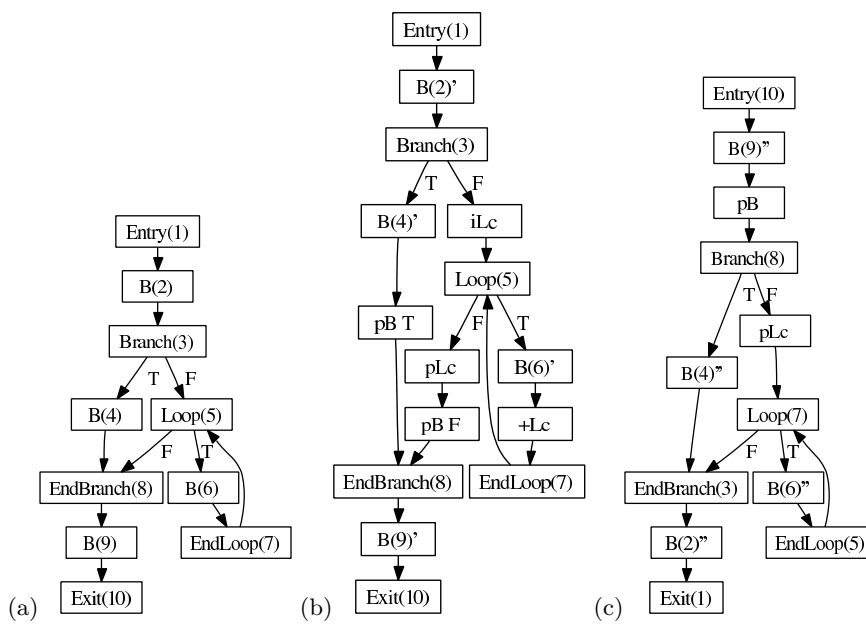 Entry(1)
B(2)
Branch(3)
T
F
B(4)
Loop(5)
F
T
EndBranch(8)
B(6)
B(9)
EndLoop(7)
Exit(10)
(a)
Entry(1)
B(2)'
Branch(3)
T
F
B(4)'
iLc
Loop(5)
pB T
F
T
pLc
B(6)'
pB F
+Lc
EndBranch(8)
EndLoop(7)
B(9)'
Exit(10)
(b)
Entry(10)
B(9)"
pB
Branch(8)
T
F
pLc
B(4)"
Loop(7)
F
T
EndBranch(3)
B(6)"
B(2)"
EndLoop(5)
Exit(1)
(c)